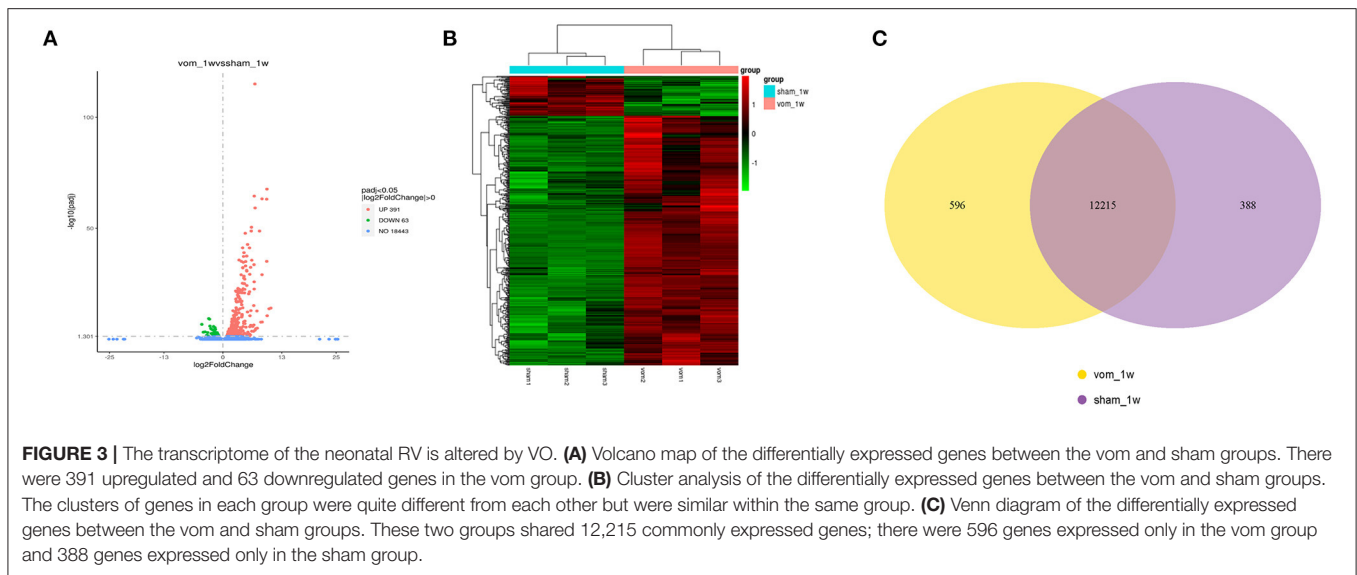 A
vom_1wvssham_1w
100
50
1.301
-log10(padj)
-25
-13
0
13
25
log2FoldChange
padj<0.05
|log2FoldChange|>0
UP 391
DOWN 63
NO 18443
B
group
1
0
-1
group
sham_1w
vom_1w
sham1
sham2
sham3
vom2
vom1
vom3
C
596
12215
388
vom_1w
sham_1w
FIGURE 3 | The transcriptome of the neonatal RV is altered by VO. (A) Volcano map of the differentially expressed genes between the vom and sham groups. There
were 391 upregulated and 63 downregulated genes in the vom group. (B) Cluster analysis of the differentially expressed genes between the vom and sham groups.
The clusters of genes in each group were quite different from each other but were similar within the same group. (C) Venn diagram of the differentially expressed
genes between the vom and sham groups. These two groups shared 12,215 commonly expressed genes; there were 596 genes expressed only in the vom group
and 388 genes expressed only in the sham group.